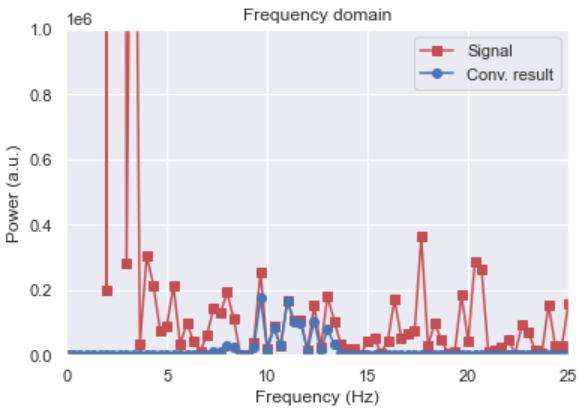 Frequency domain
1e6
1.0
0.8
0.6
0.4
0.2
0.0
Power (a.u.)
Signal
Conv. result
0 5 10 15 20 25
Frequency (Hz)